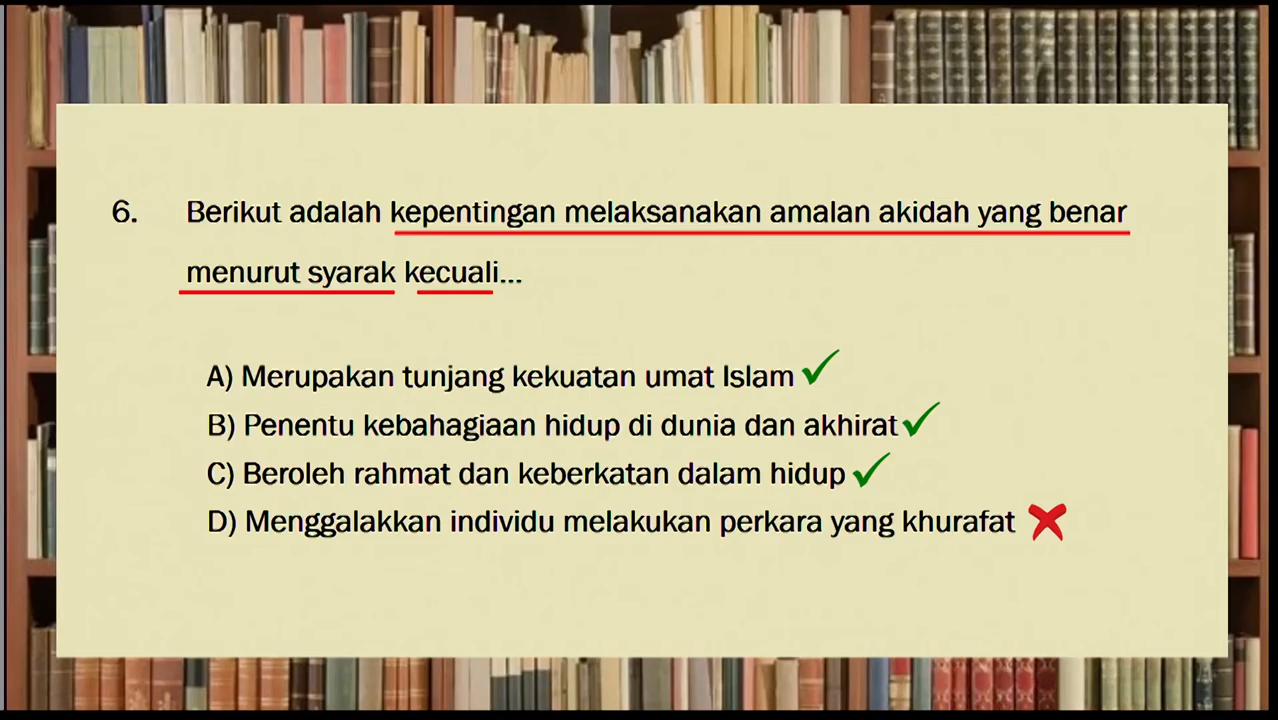 6. Berikut adalah kepentingan melaksanakan amalan akidah yang benar
menurut syarak kecuali...
A) Merupakan tunjang kekuatan umat Islam
B) Penentu kebahagiaan hidup di dunia dan akhirat
C) Beroleh rahmat dan keberkatan dalam hidup
D) Menggalakkan individu melakukan perkara yang khurafat